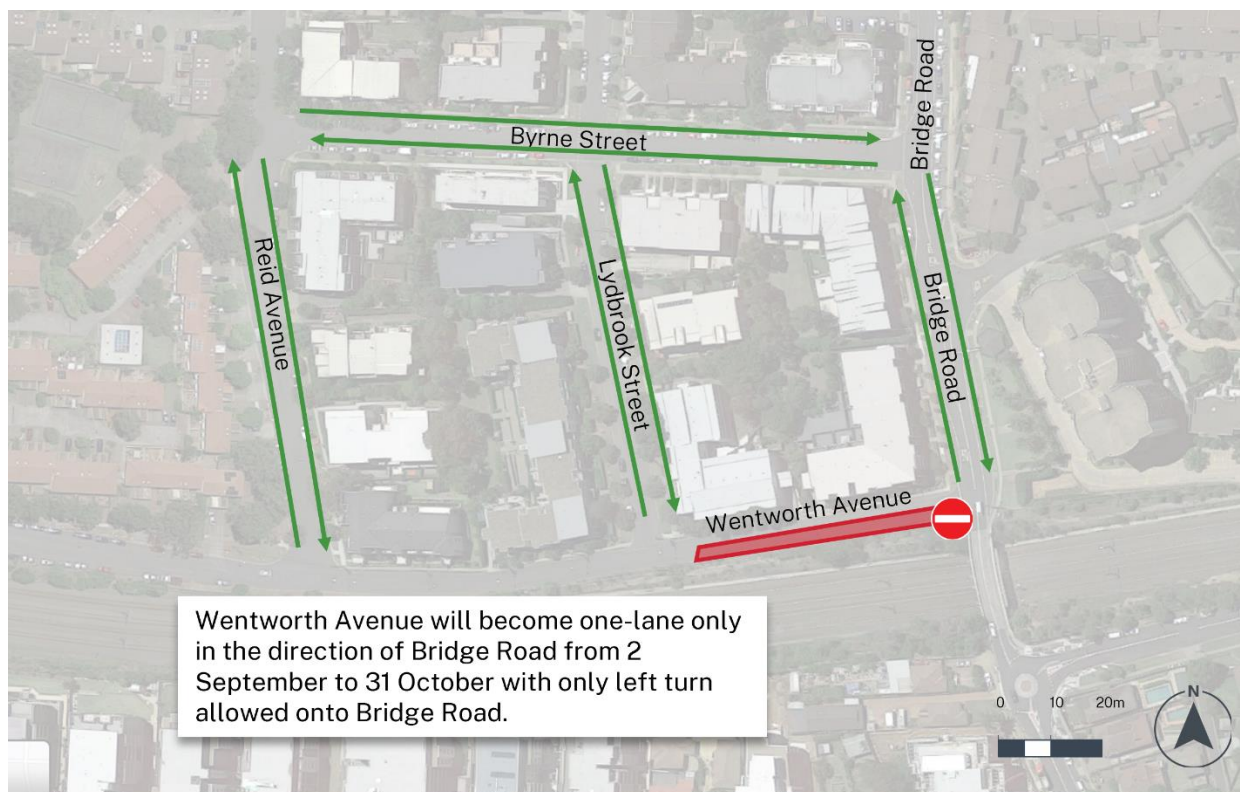 Bridge Road
Byrne Street
Reid Avenue
Lydbrook Street
Bridge Road
Wentworth Avenue
Wentworth Avenue will become one-lane only
in the direction of Bridge Road from 2
September to 31 October with only left turn
allowed onto Bridge Road.
0 10 20m
N